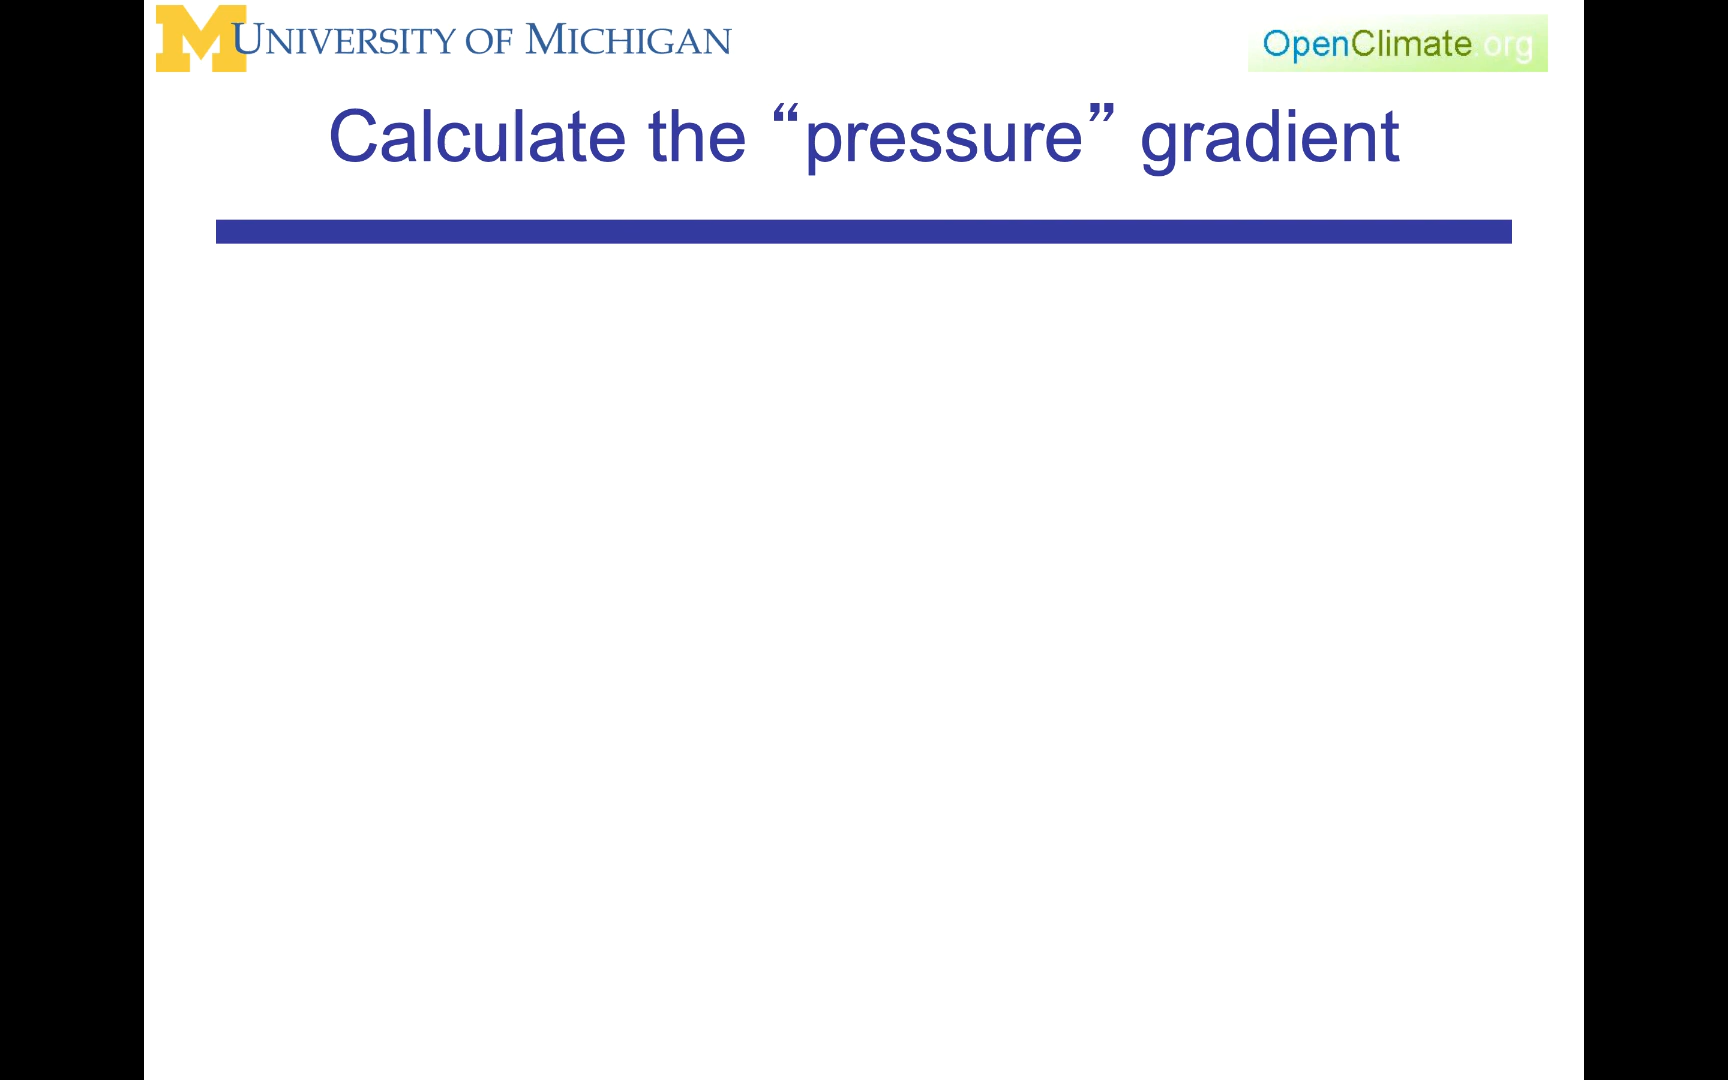 UNIVERSITY OF MICHIGAN
OpenClimate.org
Calculate the “pressure” gradient